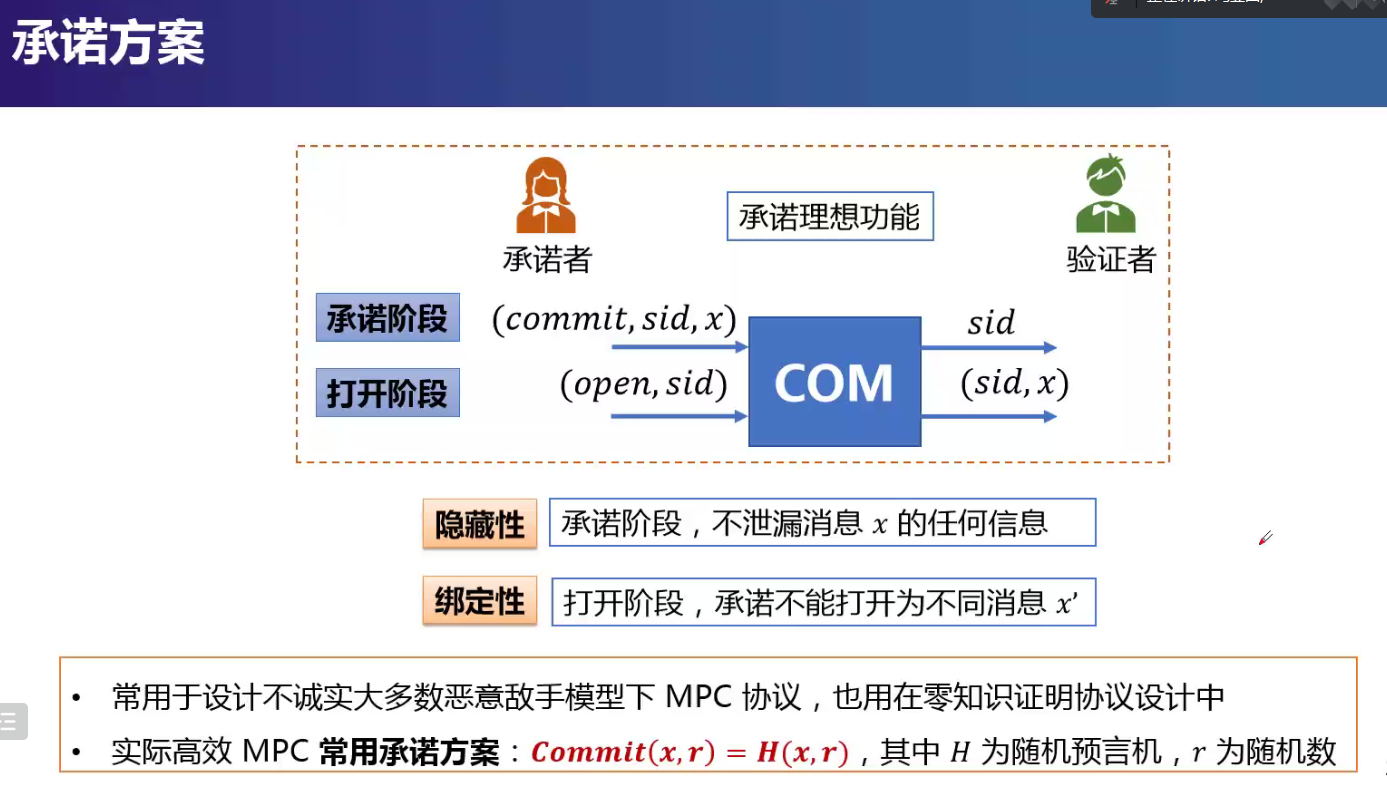 承诺方案
承诺理想功能
承诺者
验证者
承诺阶段
(commit, sid, x)
sid
打开阶段
(open, sid)
COM
(sid, x)
隐藏性
承诺阶段，不泄漏消息 x 的任何信息
绑定性
打开阶段，承诺不能打开为不同消息 x’
• 常用于设计不诚实大多数恶意敌手模型下 MPC 协议，也用在零知识证明协议设计中
• 实际高效 MPC 常用承诺方案：Commit(x, r) = H(x, r)，其中 H 为随机预言机，r 为随机数